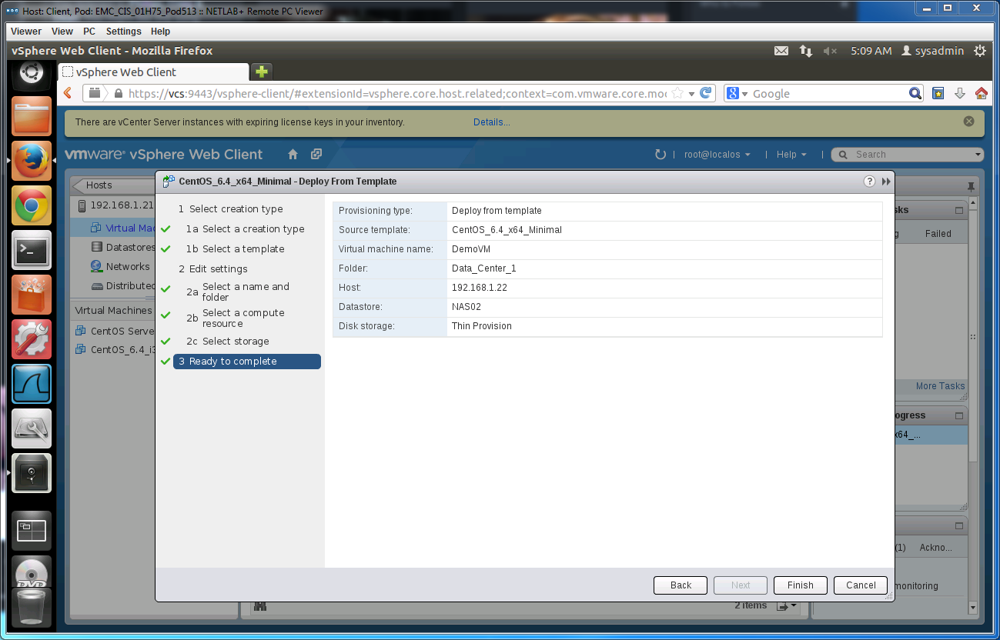 Host: Client, Pod: EMC_CIS_01H75_Pod513 :: NETLAB+ Remote PC Viewer
Viewer View PC Settings Help
vSphere Web Client - Mozilla Firefox
5:09 AM sysadmin
vSphere Web Client
https://vcs:9443/vsphere-client/#extensionId=vsphere.core.host.related;context=com.vmware.core.mod
Google
There are vCenter Server instances with expiring license keys in your inventory. Details...
vmware® vSphere Web Client
root@localos | Help | Search
Hosts
192.168.1.21
Virtual Ma
Datastores
Networks
Distributed
Virtual Machines
CentOS Serve
CentOS_6.4_i3
CentOS_6.4_x64_Minimal - Deploy From Template
1 Select creation type
1a Select a creation type
1b Select a template
2 Edit settings
2a Select a name and
folder
2b Select a compute
resource
2c Select storage
3 Ready to complete
Provisioning type: Deploy from template
Source template: CentOS_6.4_x64_Minimal
Virtual machine name: DemoVM
Folder: Data_Center_1
Host: 192.168.1.22
Datastore: NAS02
Disk storage: Thin Provision
Back Next Finish Cancel
sks
g Failed
More Tasks
ogress
x64_...
(1) Ackno...
monitoring
2 items
DVD